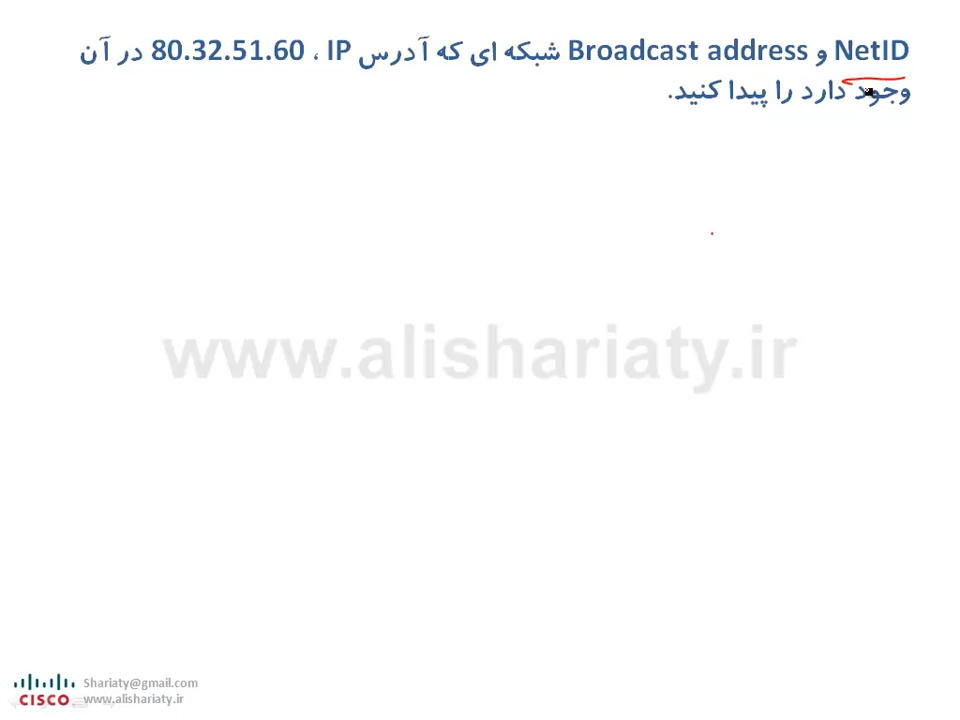 NetID و Broadcast address شبکه ای که آدرس IP ، 80.32.51.60 در آن
وجود دارد را پیدا کنید.
www.alishariaty.ir
Shariaty@gmail.com
CISCO www.alishariaty.ir